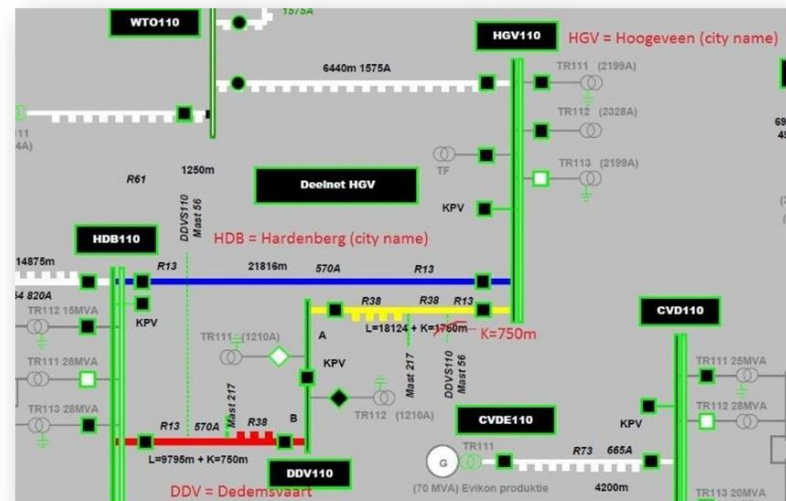 1575A
WTO110
HGV110
HGV = Hoogeveen (city name)
6440m 1575A
TR111 (2199A)
TR112 (2328A)
TR113 (2199A)
TF
KPV
111
4A)
1250m
R61
Deelnet HGV
DDVS110
Mast 56
HDB110
HDB = Hardenberg (city name)
14875m
R13
21816m
570A
R13
54 820A
KPV
TR112 15MVA
TR111 28MVA
TR113 28MVA
R38
R38
R13
L=18124 + K=1760m
K=750m
A
KPV
TR111 (1210A)
TR112 (1210A)
Mast 217
DDVS110
Mast 56
CVD110
TR111 25MVA
TR112 28MVA
KPV
R13
570A
Mast 217
R38
B
L=9795m + K=750m
DDV110
DDV = Dedemsvaart
CVDE110
TR111
G
(70 MVA) Evikon produktie
R73 665A
4200m
TR113 20MVA